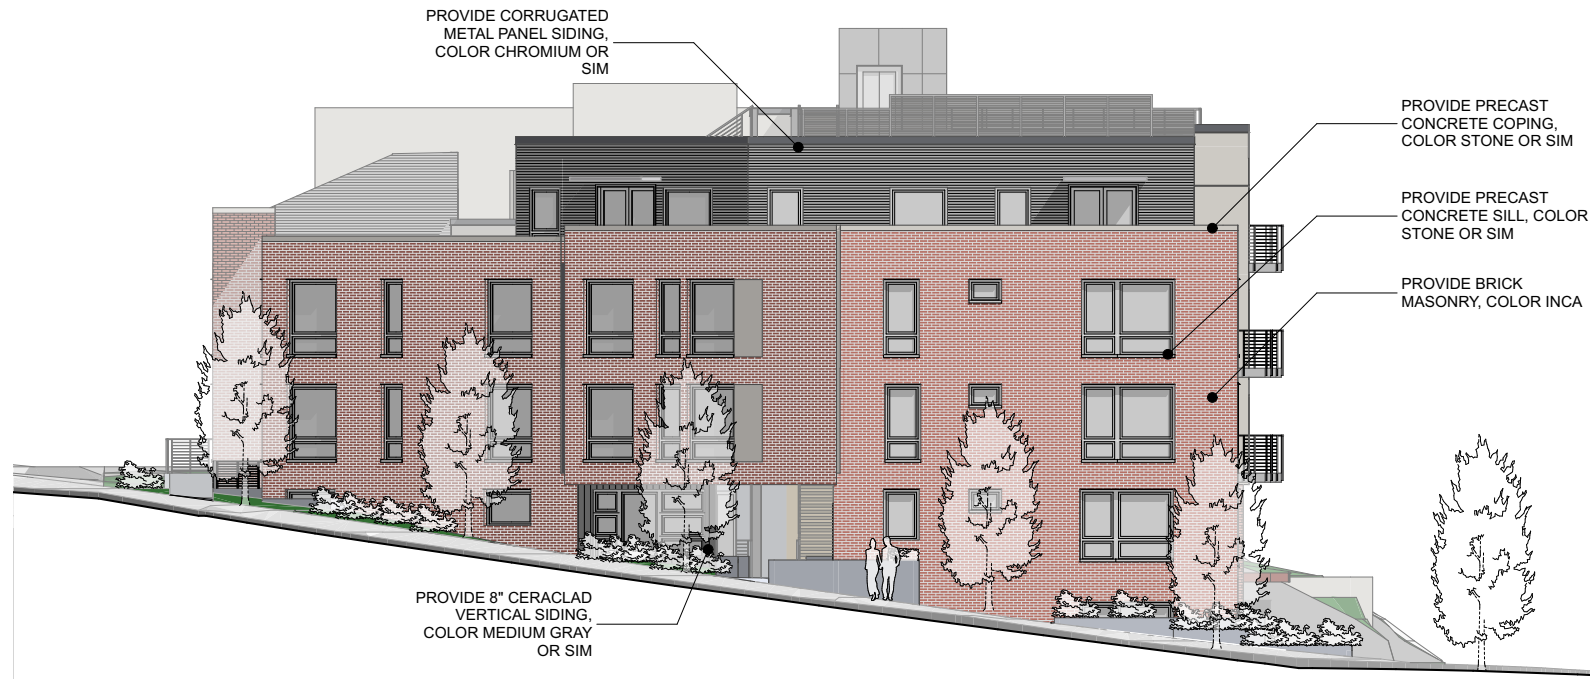 PROVIDE CORRUGATED
METAL PANEL SIDING,
COLOR CHROMIUM OR
SIM
PROVIDE PRECAST
CONCRETE COPING,
COLOR STONE OR SIM
PROVIDE PRECAST
CONCRETE SILL, COLOR
STONE OR SIM
PROVIDE BRICK
MASONRY, COLOR INCA
PROVIDE 8" CERACLAD
VERTICAL SIDING,
COLOR MEDIUM GRAY
OR SIM